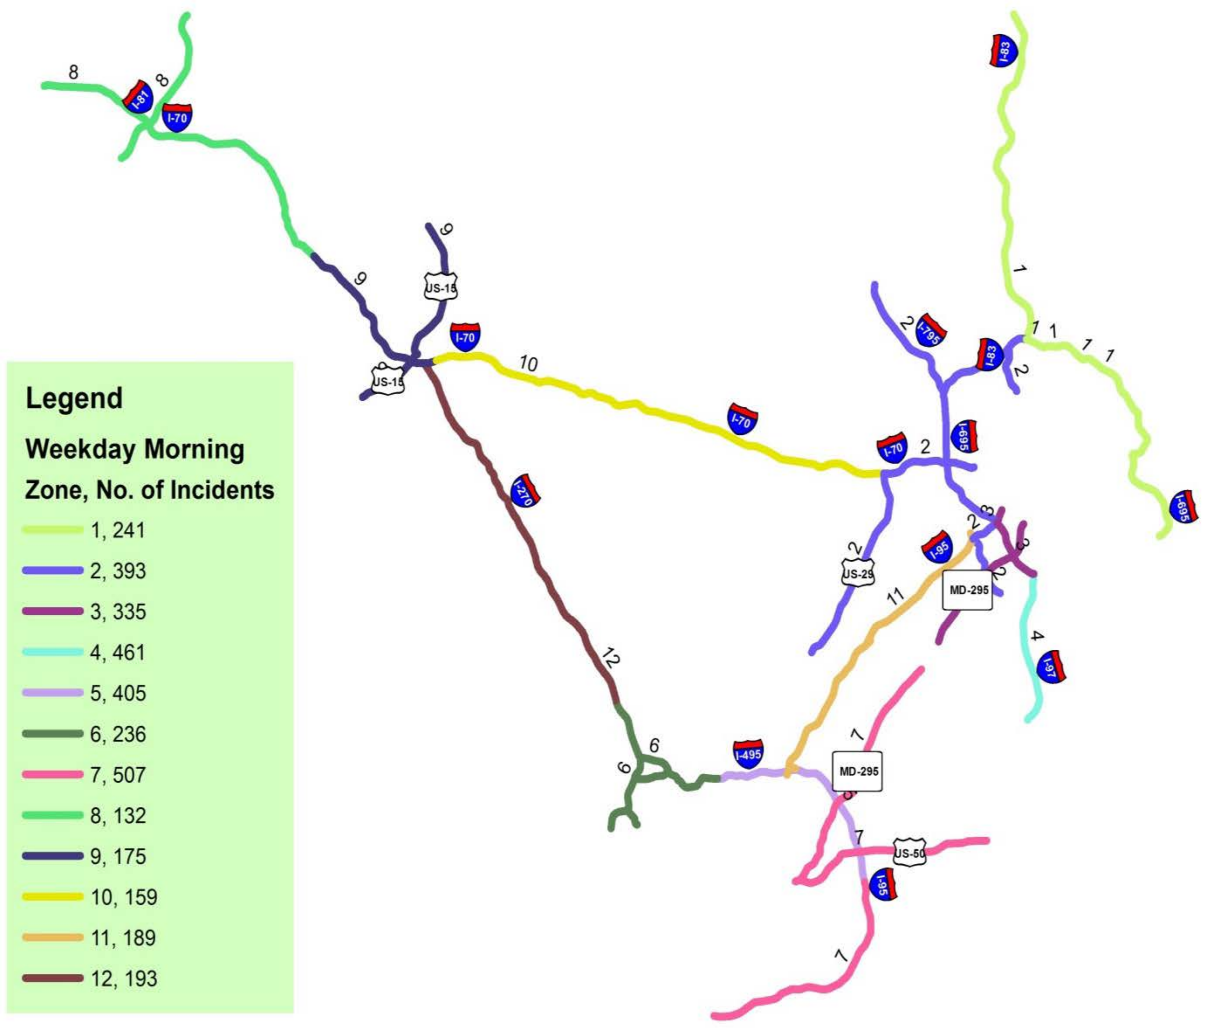 8
8
I-81
I-70
I-83
9
9
US-15
1
I-70
2
I-795
I-83
1
1
1
1
2
US-15
10
I-70
I-695
I-70
2
I-270
I-695
2
3
I-95
3
2
US-29
2
MD-295
11
4
I-97
12
6
6
I-495
7
MD-295
7
US-50
I-95
7
Legend
Weekday Morning
Zone, No. of Incidents
1, 241
2, 393
3, 335
4, 461
5, 405
6, 236
7, 507
8, 132
9, 175
10, 159
11, 189
12, 193